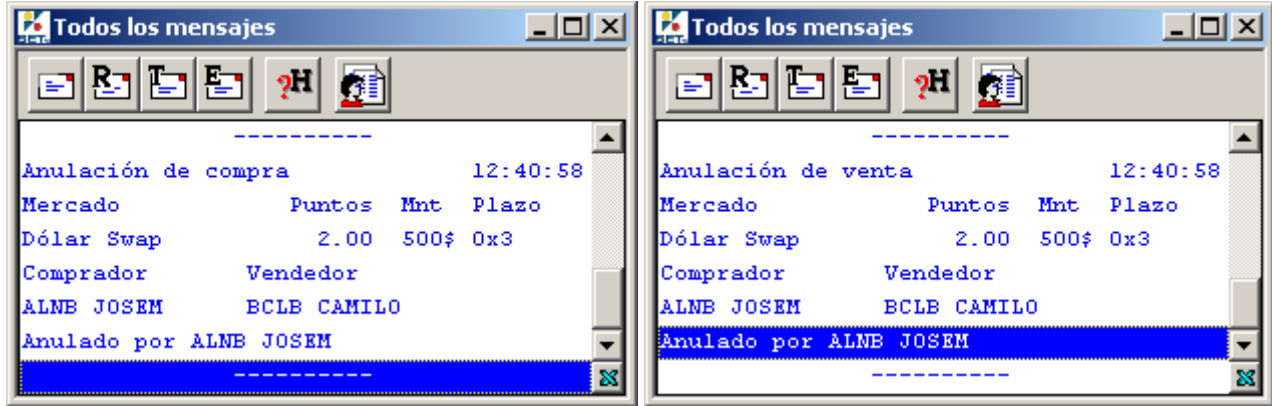 Todos los mensajes
R T E ?H
----------
Anulación de compra 12:40:58
Mercado Puntos Mnt Plazo
Dólar Swap 2.00 500$ 0x3
Comprador Vendedor
ALNB JOSEM BCLB CAMILO
Anulado por ALNB JOSEM
----------
Todos los mensajes
R T E ?H
----------
Anulación de venta 12:40:58
Mercado Puntos Mnt Plazo
Dólar Swap 2.00 500$ 0x3
Comprador Vendedor
ALNB JOSEM BCLB CAMILO
Anulado por ALNB JOSEM
----------